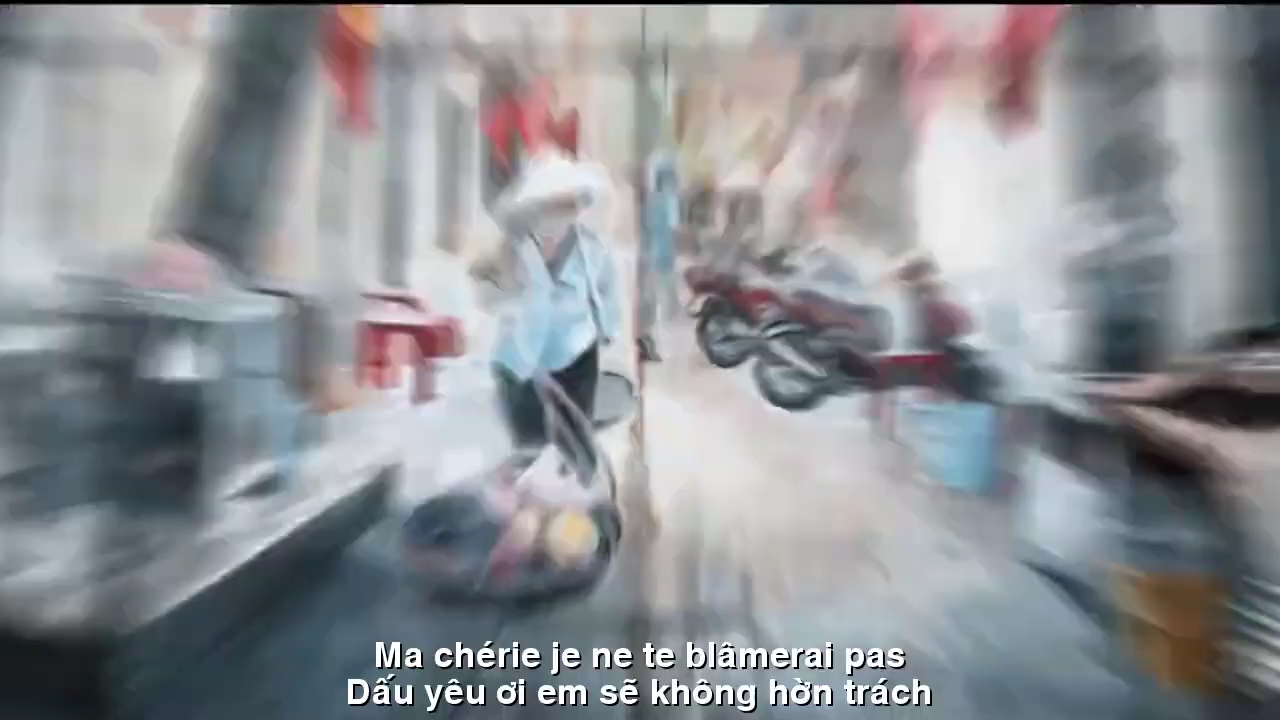 Ma chérie je ne te blâmerai pas
Dấu yêu ơi em sẽ không hờn trách